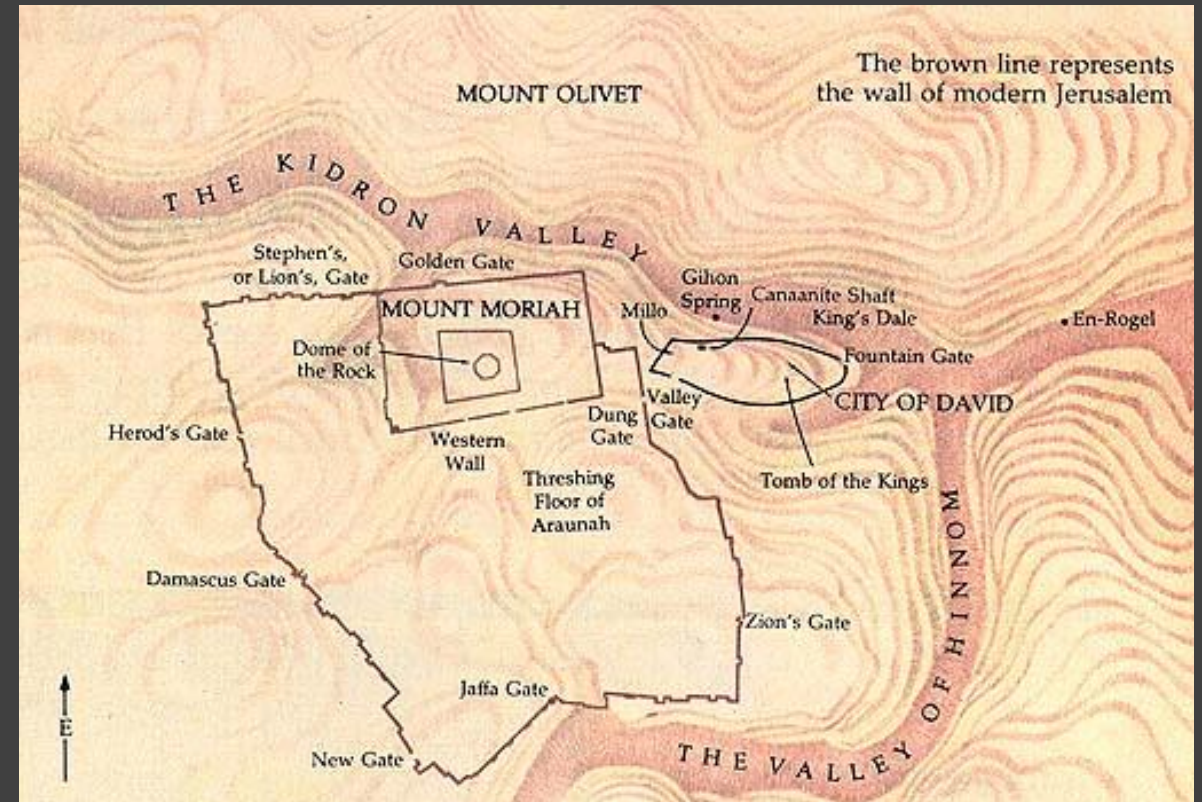 The brown line represents
the wall of modern Jerusalem
MOUNT OLIVET
THE KIDRON VALLEY
Stephen's,
or Lion's, Gate
Golden Gate
MOUNT MORIAH
Dome of
the Rock
Herod's Gate
Western
Wall
Dung
Gate
Threshing
Floor of
Araunah
Millo
Gihon
Spring
Canaanite Shaft
King's Dale
En-Rogel
Fountain Gate
Valley
Gate
CITY OF DAVID
Tomb of the Kings
Damascus Gate
Zion's Gate
Jaffa Gate
New Gate
E
THE VALLEY OF HINNOM